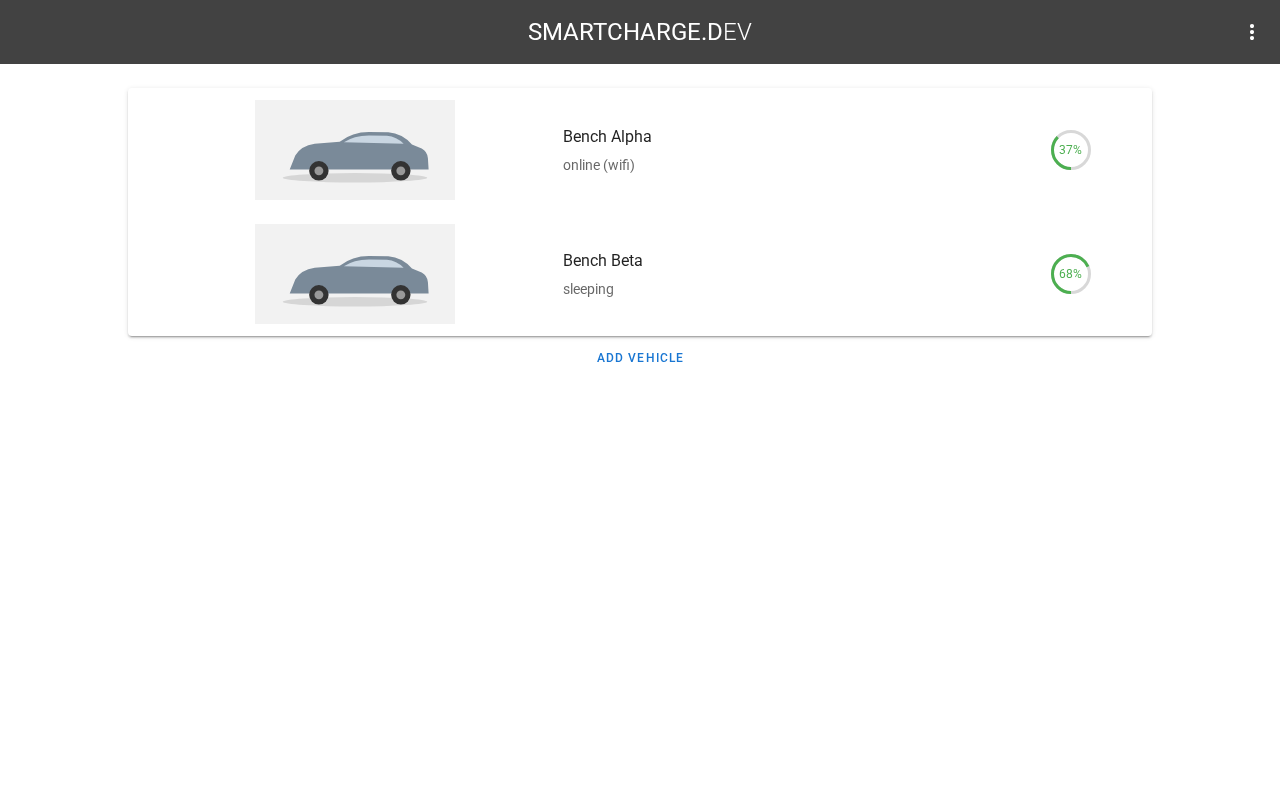 SMARTCHARGE.DEV
Bench Alpha
online (wifi)
37%
Bench Beta
sleeping
68%
ADD VEHICLE